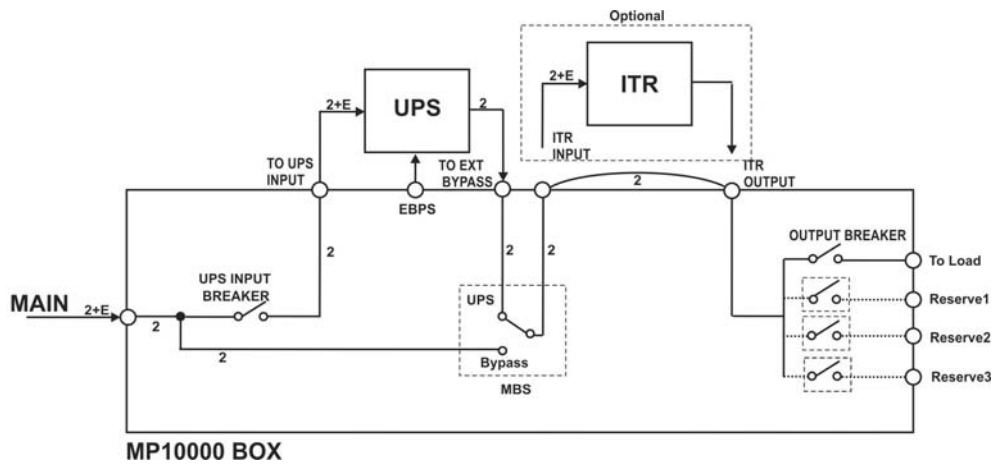 Optional
2+E
UPS
2
2+E
ITR
ITR
INPUT
TO UPS
INPUT
EBPS
TO EXT
BYPASS
2
ITR
OUTPUT
OUTPUT BREAKER
To Load
2
2
2
UPS INPUT
BREAKER
MAIN
2+E
2
UPS
Reserve1
Reserve2
2
Bypass
Reserve3
MBS
MP10000 BOX